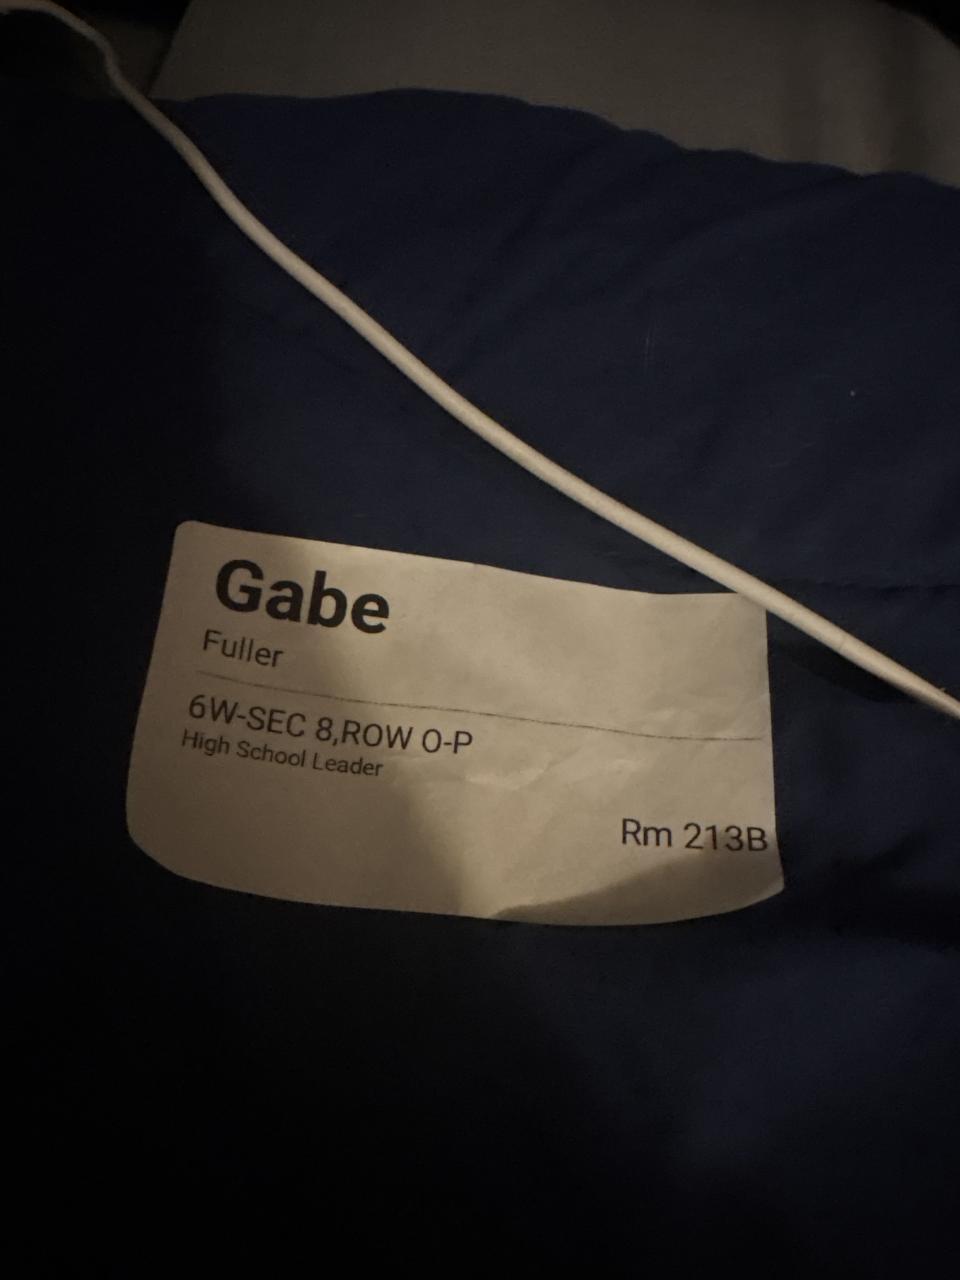 Gabe
Fuller
6W-SEC 8,ROW O-P
High School Leader
Rm 213B